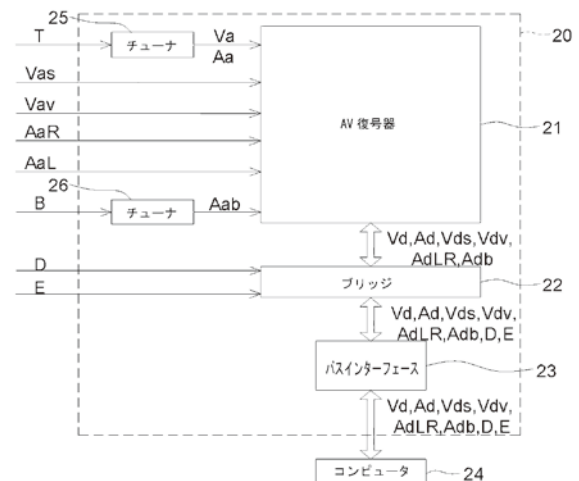 25
T
チューナ
Va
Aa
20
Vas
Vav
AaR
AaL
AV 復号器
21
26
B
チューナ
Aab
Vd,Ad,Vds,Vdv,
AdLR,Adb
D
E
ブリッジ
22
Vd,Ad,Vds,Vdv,
AdLR,Adb,D,E
バスインターフェース
23
Vd,Ad,Vds,Vdv,
AdLR,Adb,D,E
コンピュータ
24